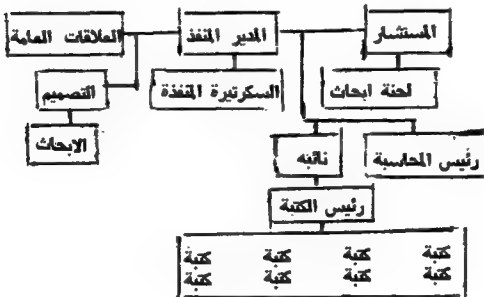 المستشار المدير المنفذ العلاقات العامة
لجنة ابحاث السكرتيرة المنفذة التصميم
الابحاث
رئيس المحاسبة نائبه
رئيس الكتبة
كتبة كتبة كتبة كتبة
كتبة كتبة كتبة كتبة